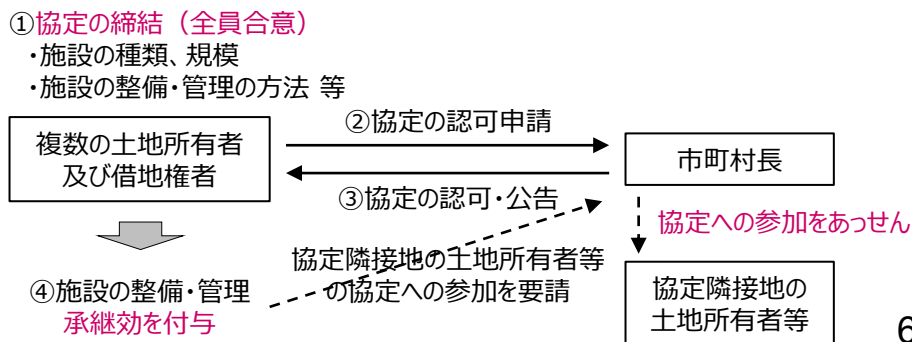 ①協定の締結（全員合意）
・施設の種類、規模
・施設の整備・管理の方法 等
複数の土地所有者
及び借地権者
②協定の認可申請
③協定の認可・公告
市町村長
協定への参加をあっせん
協定隣接地の土地所有者等
の協定への参加を要請
④施設の整備・管理
承継効を付与
協定隣接地の
土地所有者等
6